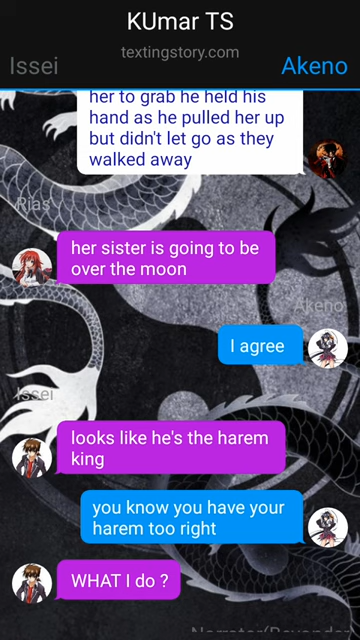 KUmar TS
textingstory.com
Issei
Akeno
her to grab he held his
hand as he pulled her up
but didn't let go as they
walked away
Rias
her sister is going to be
over the moon
Akeno
I agree
Issei
looks like he's the harem
king
you know you have your
harem too right
WHAT I do ?